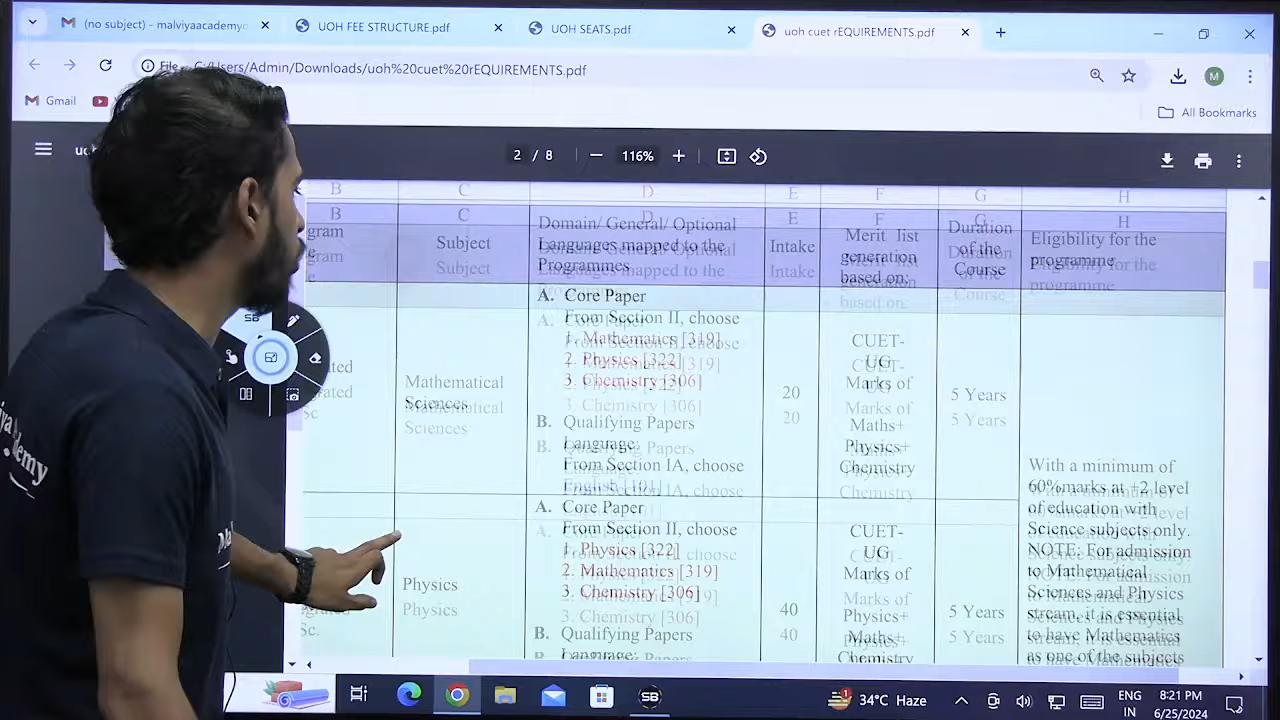 (no subject) - malviyaacademyc
UOH FEE STRUCTURE.pdf
UOH SEATS.pdf
uoh cuet rEQUIREMENTS.pdf
File
C:/Users/Admin/Downloads/uoh%20cuet%20rEQUIREMENTS.pdf
M
Gmail
All Bookmarks
2 / 8
116%
B C D E F G H
B C D E F G H
gram
Subject
Domain/ General/ Optional
Languages mapped to the
Programmes
Intake
Merit list
generation
based on:
Duration
of the
Course
Eligibility for the
programme
A. Core Paper
From Section II, choose
1. Mathematics [319]
2. Physics [322]
3. Chemistry [306]
B. Qualifying Papers
Language:
From Section IA, choose
English [101]
Mathematical
Sciences
20
CUET-
UG
Marks of
Maths+
Physics+
Chemistry
5 Years
A. Core Paper
From Section II, choose
1. Physics [322]
2. Mathematics [319]
3. Chemistry [306]
B. Qualifying Papers
Language:
Physics
40
CUET-
UG
Marks of
Physics+
Maths+
Chemistry
5 Years
With a minimum of
60%marks at +2 level
of education with
Science subjects only.
NOTE: For admission
to Mathematical
Sciences and Physics
stream, it is essential
to have Mathematics
as one of the subjects
SB
SB
34°C Haze
ENG
IN
8:21 PM
6/25/2024